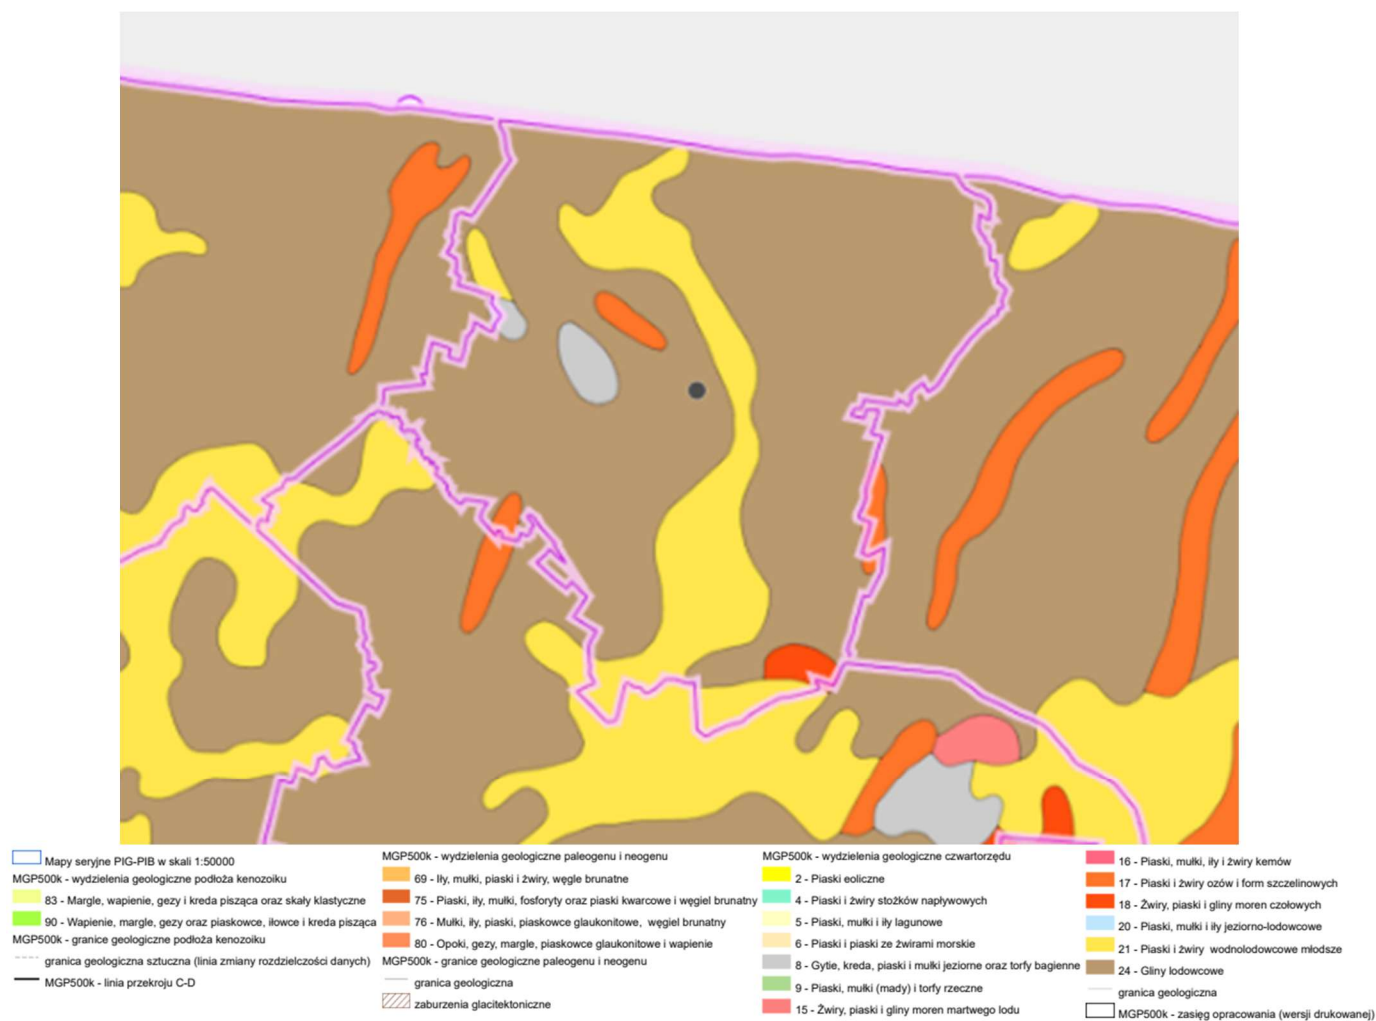 Mapy seryjne PIG-PIB w skali 1:50000
MGP500k - wydzielenia geologiczne podłoża kenozoiku
83 - Margle, wapienie, gezy i kreda pisząca oraz skały klastyczne
90 - Wapienie, margle, gezy oraz piaskowce, iłowce i kreda pisząca
MGP500k - granice geologiczne podłoża kenozoiku
granica geologiczna sztuczna (linia zmiany rozdzielczości danych)
MGP500k - linia przekroju C-D
MGP500k - wydzielenia geologiczne paleogenu i neogenu
69 - Iły, mułki, piaski i żwiry, węgle brunatne
75 - Piaski, iły, mułki, fosforyty oraz piaski kwarcowe i węgiel brunatny
76 - Mułki, iły, piaski, piaskowce glaukonitowe, węgiel brunatny
80 - Opoki, gezy, margle, piaskowce glaukonitowe i wapienie
MGP500k - granice geologiczne paleogenu i neogenu
granica geologiczna
zaburzenia glacitektoniczne
MGP500k - wydzielenia geologiczne czwartorzędu
2 - Piaski eoliczne
4 - Piaski i żwiry stożków napływowych
5 - Piaski, mułki i iły lagunowe
6 - Piaski i piaski ze żwirami morskie
8 - Gytie, kreda, piaski i mułki jeziorne oraz torfy bagienne
9 - Piaski, mułki (mady) i torfy rzeczne
15 - Żwiry, piaski i gliny moren martwego lodu
16 - Piaski, mułki, iły i żwiry kemów
17 - Piaski i żwiry ozów i form szczelinowych
18 - Żwiry, piaski i gliny moren czołowych
20 - Piaski, mułki i iły jeziorno-lodowcowe
21 - Piaski i żwiry wodnolodowcowe młodsze
24 - Gliny lodowcowe
granica geologiczna
MGP500k - zasięg opracowania (wersji drukowanej)